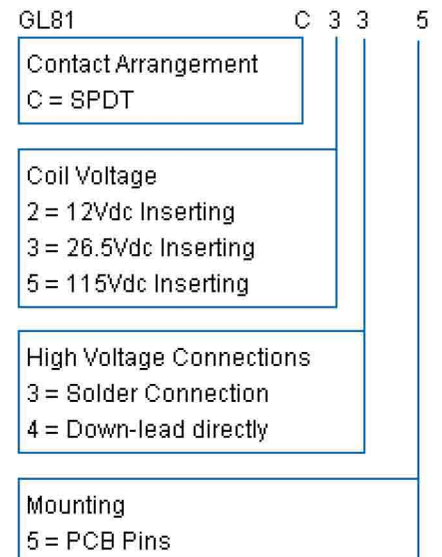 GL81 C 3 3 5
Contact Arrangement
C = SPDT
Coil Voltage
2 = 12Vdc Inserting
3 = 26.5Vdc Inserting
5 = 115Vdc Inserting
High Voltage Connections
3 = Solder Connection
4 = Down-lead directly
Mounting
5 = PCB Pins